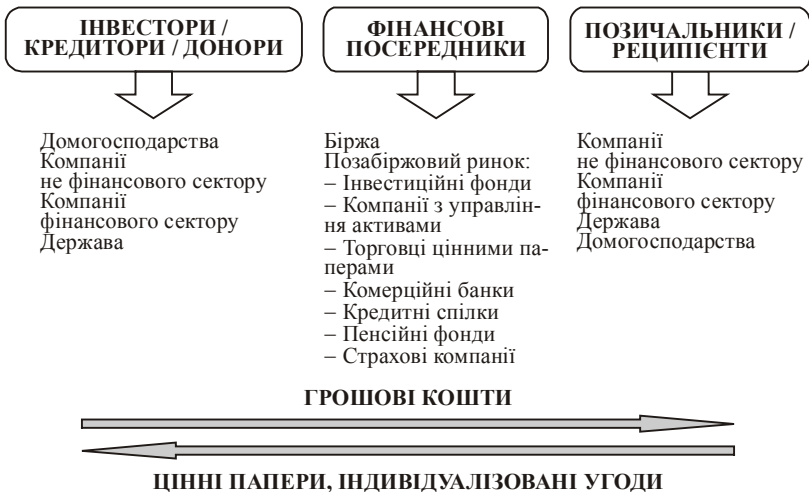 ІНВЕСТОРИ /
КРЕДИТОРИ / ДОНОРИ
Домогосподарства
Компанії
не фінансового сектору
Компанії
фінансового сектору
Держава
ФІНАНСОВІ
ПОСЕРЕДНИКИ
Біржа
Позабіржовий ринок:
– Інвестиційні фонди
– Компанії з управлін-
ня активами
– Торговці цінними па-
перами
– Комерційні банки
– Кредитні спілки
– Пенсійні фонди
– Страхові компанії
ПОЗИЧАЛЬНИКИ /
РЕЦИПІЄНТИ
Компанії
не фінансового сектору
Компанії
фінансового сектору
Держава
Домогосподарства
ГРОШОВІ КОШТИ
ЦІННІ ПАПЕРИ, ІНДИВІДУАЛІЗОВАНІ УГОДИ